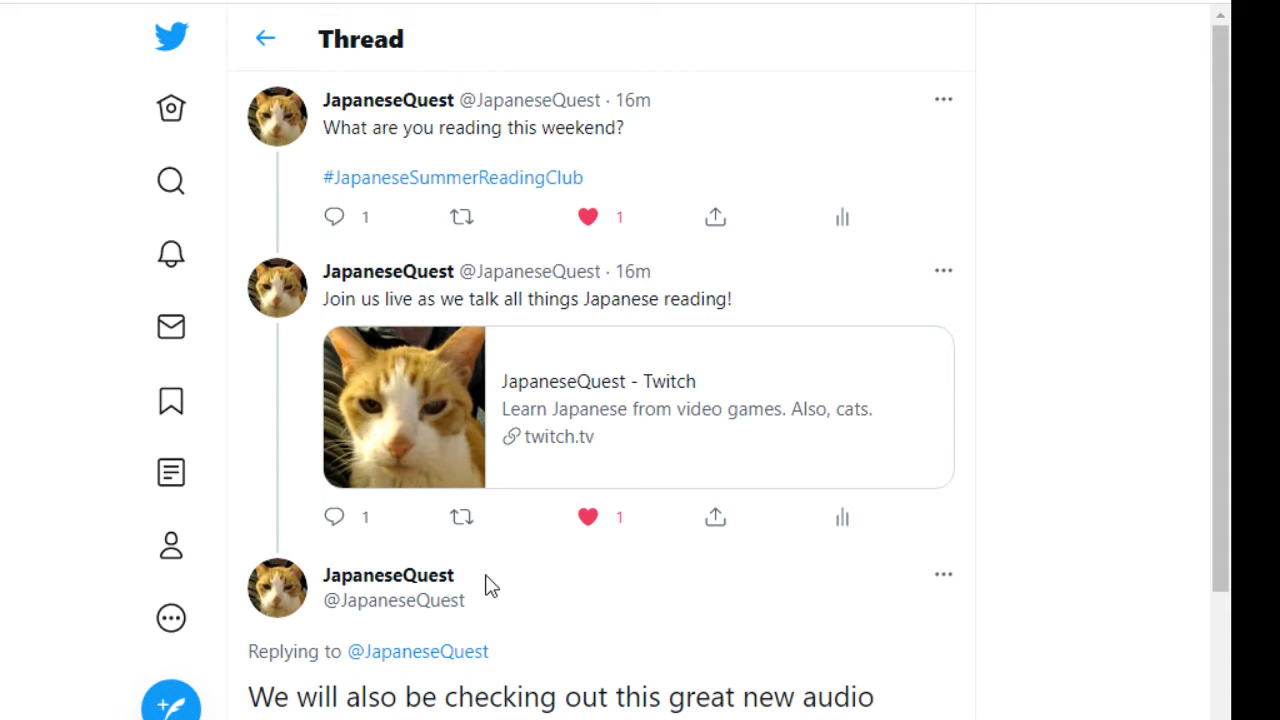 Thread
JapaneseQuest @JapaneseQuest · 16m
What are you reading this weekend?
#JapaneseSummerReadingClub
1 1
JapaneseQuest @JapaneseQuest · 16m
Join us live as we talk all things Japanese reading!
JapaneseQuest - Twitch
Learn Japanese from video games. Also, cats.
twitch.tv
1 1
JapaneseQuest
@JapaneseQuest
Replying to @JapaneseQuest
We will also be checking out this great new audio